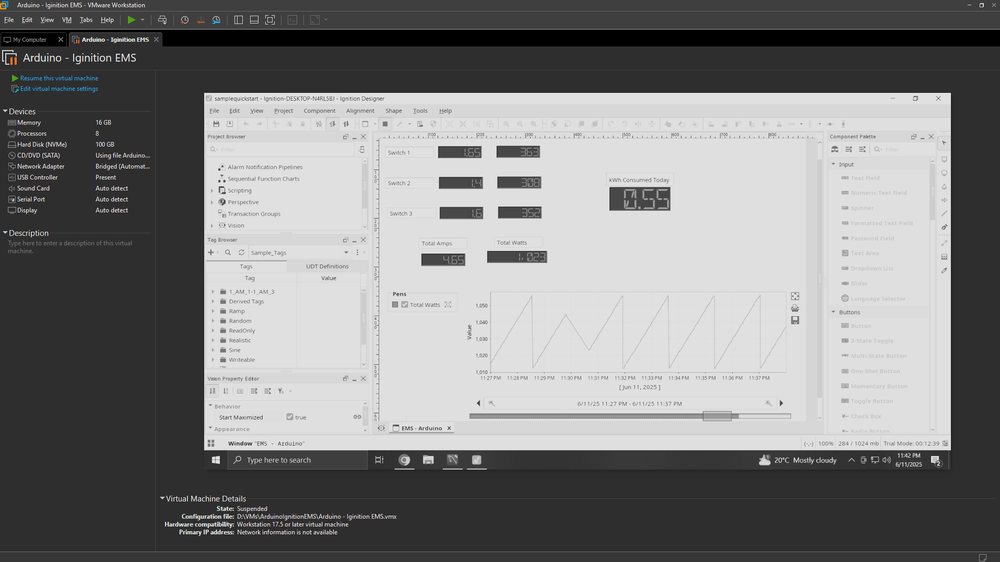 Arduino - Iginition EMS - VMware Workstation
File Edit View VM Tabs Help
My Computer Arduino - Iginition EMS
Arduino - Iginition EMS
Resume this virtual machine
Edit virtual machine settings
Devices
Memory 16 GB
Processors 8
Hard Disk (NVMe) 100 GB
CD/DVD (SATA) Using file Arduino...
Network Adapter Bridged (Automat...
USB Controller Present
Sound Card Auto detect
Serial Port Auto detect
Display Auto detect
Description
Type here to enter a description of this virtual
machine.
samplequickstart - Ignition-DESKTOP-N4RL5BJ - Ignition Designer
File Edit View Project Component Alignment Shape Tools Help
Project Browser
Filter
Alarm Notification Pipelines
Sequential Function Charts
Scripting
Perspective
Transaction Groups
Vision
Tag Browser
Sample_Tags
Tags UDT Definitions
Tag Value
1_AM_1-1_AM_3
Derived Tags
Ramp
Random
ReadOnly
Realistic
Sine
Writeable
Vision Property Editor
Behavior
Start Maximized true
Appearance
100 200 300 400 500 600 700 800
100
200
300
400
500
Switch 1 1.65 363
Switch 2 1.4 308
Switch 3 1.6 352
kWh Consumed Today
0.55
Total Amps Total Watts
4.65 1,023
Pens
Total Watts
Value
1,050
1,040
1,030
1,020
1,010
11:27 PM 11:28 PM 11:29 PM 11:30 PM 11:31 PM 11:32 PM 11:33 PM 11:34 PM 11:35 PM 11:36 PM 11:37 PM
[ Jun 11, 2025 ]
6/11/25 11:27 PM - 6/11/25 11:37 PM
EMS - Arduino
Component Palette
Filter
Input
Text Field
Numeric Text Field
Spinner
Formatted Text Field
Password Field
Text Area
Dropdown List
Slider
Language Selector
Buttons
Button
2-State Toggle
Multi-State Button
One-Shot Button
Momentary Button
Toggle Button
Check Box
Radio Button
Window "EMS - Arduino"
(-,-) 100% 284 / 1024 mb Trial Mode: 00:12:39
Type here to search
20°C Mostly cloudy
11:42 PM
6/11/2025
2
Virtual Machine Details
State: Suspended
Configuration file: D:\VMs\ArduinoIgnitionEMS\Arduino - Iginition EMS.vmx
Hardware compatibility: Workstation 17.5 or later virtual machine
Primary IP address: Network information is not available